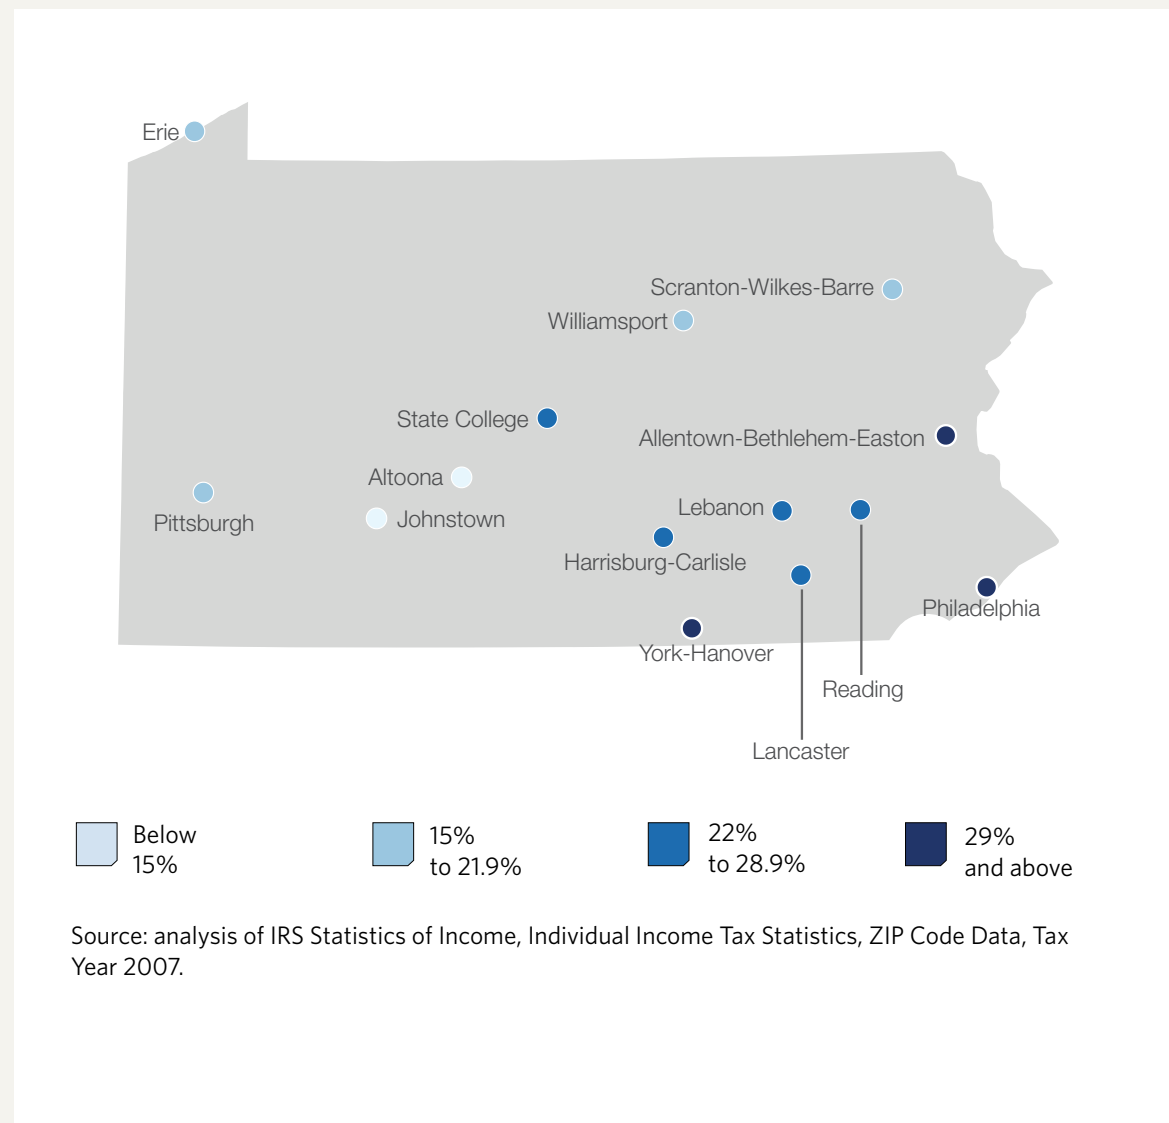 Erie
Scranton-Wilkes-Barre
Williamsport
State College
Allentown-Bethlehem-Easton
Altoona
Lebanon
Pittsburgh
Johnstown
Harrisburg-Carlisle
Philadelphia
York-Hanover
Reading
Lancaster
Below
15%
15%
to 21.9%
22%
to 28.9%
29%
and above
Source: analysis of IRS Statistics of Income, Individual Income Tax Statistics, ZIP Code Data, Tax
Year 2007.